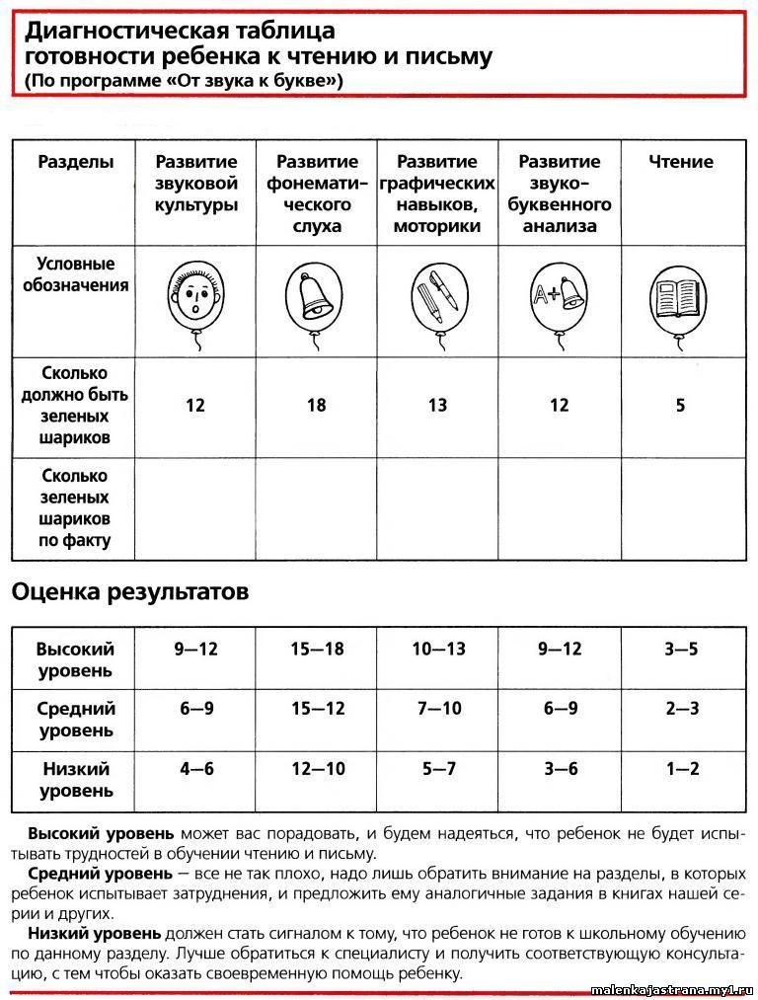 Диагностическая таблица
готовности ребенка к чтению и письму
(По программе «От звука к букве»)
Разделы
Развитие
звуковой
культуры
Развитие
фонемати-
ческого
слуха
Развитие
графических
навыков,
моторики
Развитие
звуко-
буквенного
анализа
Чтение
Условные
обозначения
А+
Сколько
должно быть
зеленых
шариков
12
18
13
12
5
Сколько
зеленых
шариков
по факту
Оценка результатов
Высокий
уровень
9—12
15—18
10—13
9—12
3—5
Средний
уровень
6—9
15—12
7—10
6—9
2—3
Низкий
уровень
4—6
12—10
5—7
3—6
1—2
Высокий уровень может вас порадовать, и будем надеяться, что ребенок не будет испы-
тывать трудностей в обучении чтению и письму.
Средний уровень — все не так плохо, надо лишь обратить внимание на разделы, в которых
ребенок испытывает затруднения, и предложить ему аналогичные задания в книгах нашей се-
рии и других.
Низкий уровень должен стать сигналом к тому, что ребенок не готов к школьному обучению
по данному разделу. Лучше обратиться к специалисту и получить соответствующую консульта-
цию, с тем чтобы оказать своевременную помощь ребенку.
malenkajastrana.my1.ru